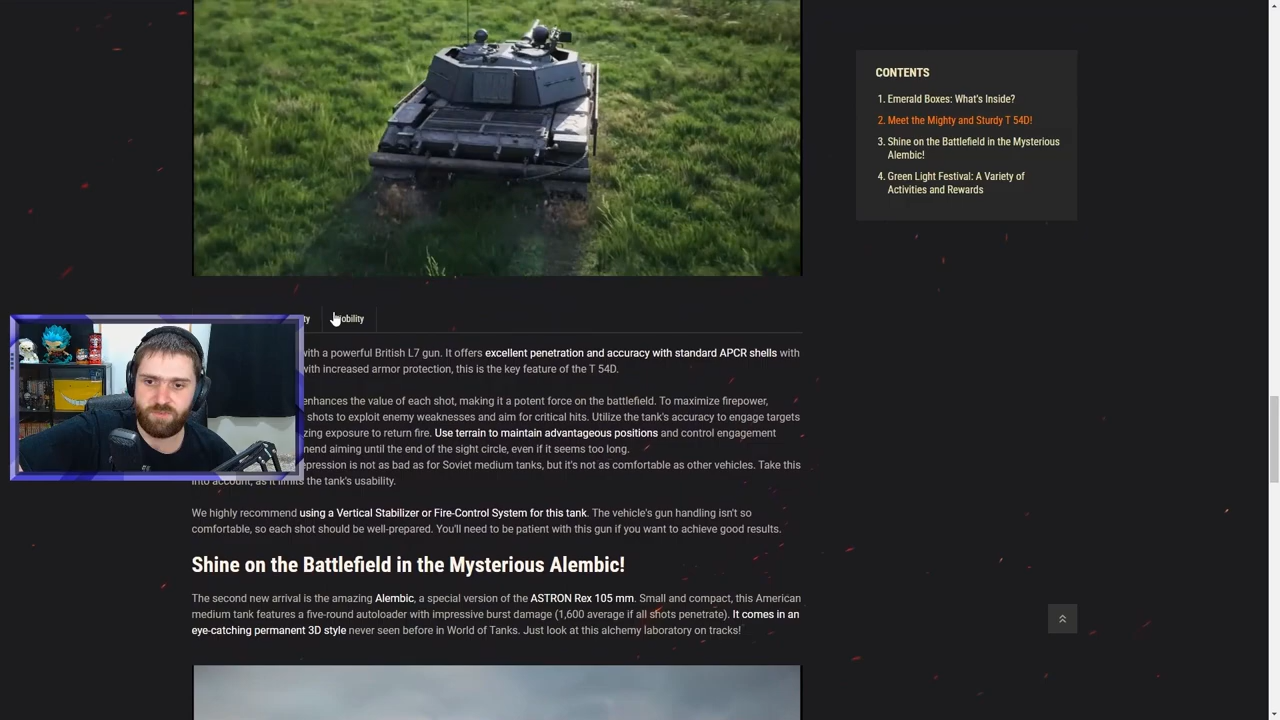 CONTENTS
1. Emerald Boxes: What's Inside?
2. Meet the Mighty and Sturdy T 54D!
3. Shine on the Battlefield in the Mysterious
Alembic!
4. Green Light Festival: A Variety of
Activities and Rewards
with a powerful British L7 gun. It offers excellent penetration and accuracy with standard APCR shells with
with increased armor protection, this is the key feature of the T 54D.
enhances the value of each shot, making it a potent force on the battlefield. To maximize firepower,
shots to exploit enemy weaknesses and aim for critical hits. Utilize the tank's accuracy to engage targets
exposure to return fire. Use terrain to maintain advantageous positions and control engagement
aiming until the end of the sight circle, even if it seems too long.
is not as bad as for Soviet medium tanks, but it's not as comfortable as other vehicles. Take this
into account, as it limits the tank's usability.
We highly recommend using a Vertical Stabilizer or Fire-Control System for this tank. The vehicle's gun handling isn't so
comfortable, so each shot should be well-prepared. You'll need to be patient with this gun if you want to achieve good results.
Shine on the Battlefield in the Mysterious Alembic!
The second new arrival is the amazing Alembic, a special version of the ASTRON Rex 105 mm. Small and compact, this American
medium tank features a five-round autoloader with impressive burst damage (1,600 average if all shots penetrate). It comes in an
eye-catching permanent 3D style never seen before in World of Tanks. Just look at this alchemy laboratory on tracks!